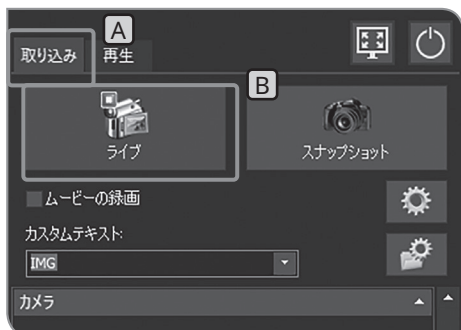 A
取り込み 再生
B
ライブ スナップショット
ムービーの録画
カスタムテキスト:
IMG
カメラ